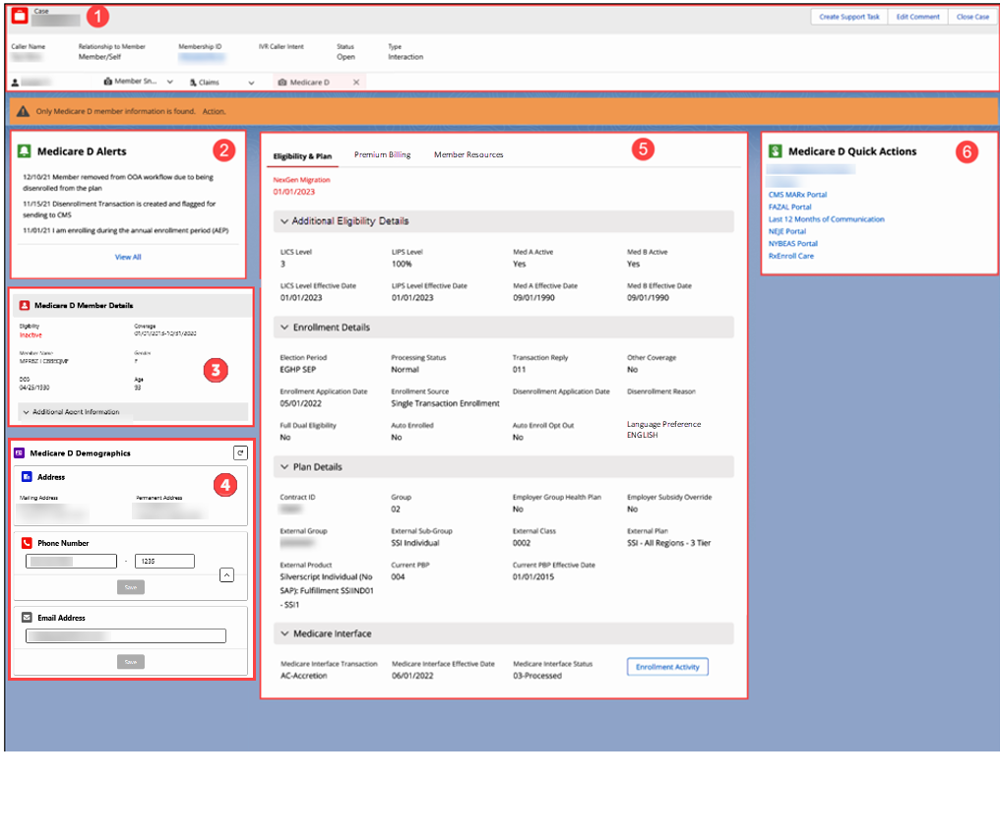 Case
1
Create Support Task Edit Comment Close Case
Caller Name Relationship to Member Membership ID IVR Caller Intent Status Type
Member/Self Open Interaction
Member Sn... Claims Medicare D
Only Medicare D member information is found. Action.
Medicare D Alerts 2
12/10/21 Member removed from OOA workflow due to being
disenrolled from the plan
11/15/21 Disenrollment Transaction is created and flagged for
sending to CMS
11/01/21 I am enrolling during the annual enrollment period (AEP)
View All
Medicare D Member Details
Eligibility Coverage
Inactive 01/01/2013-10/31/2020
Member Name Gender
F
3
DOB Age
04/25/1930 93
Additional Agent Information
Medicare D Demographics
Address 4
Mailing Address Permanent Address
Phone Number
- 1235
Save
Email Address
Save
Eligibility & Plan Premium Billing Member Resources 5
NexGen Migration
01/01/2023
Additional Eligibility Details
LICS Level LIPS Level Med A Active Med B Active
3 100% Yes Yes
LICS Level Effective Date LIPS Level Effective Date Med A Effective Date Med B Effective Date
01/01/2023 01/01/2023 09/01/1990 09/01/1990
Enrollment Details
Election Period Processing Status Transaction Reply Other Coverage
EGHP SEP Normal 011 No
Enrollment Application Date Enrollment Source Disenrollment Application Date Disenrollment Reason
05/01/2022 Single Transaction Enrollment
Full Dual Eligibility Auto Enrolled Auto Enroll Opt Out Language Preference
No No No ENGLISH
Plan Details
Contract ID Group Employer Group Health Plan Employer Subsidy Override
02 No No
External Group External Sub-Group External Class External Plan
SSI Individual 0002 SSI - All Regions - 3 Tier
External Product Current PBP Current PBP Effective Date
Silverscript Individual (No 004 01/01/2015
SAP): Fulfillment SSIIND01
- SSI1
Medicare Interface
Medicare Interface Transaction Medicare Interface Effective Date Medicare Interface Status
AC-Accretion 06/01/2022 03-Processed
Enrollment Activity
Medicare D Quick Actions 6
CMS MARx Portal
FAZAL Portal
Last 12 Months of Communication
NEJE Portal
NYBEAS Portal
RxEnroll Care